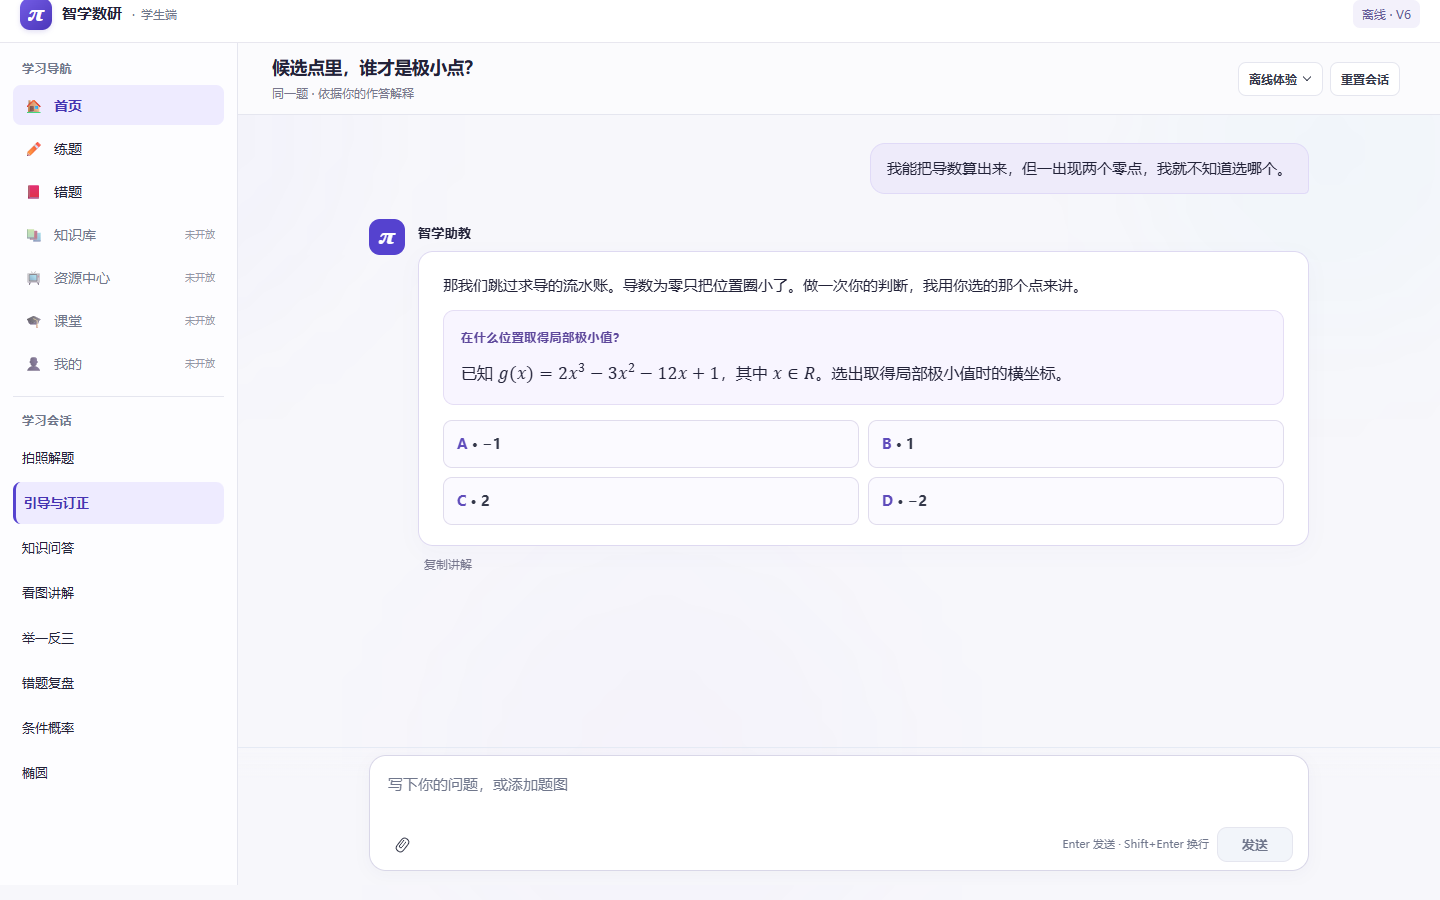 π 智学数研 · 学生端
离线 · V6
学习导航
首页
练题
错题
知识库 未开放
资源中心 未开放
课堂 未开放
我的 未开放
学习会话
拍照解题
引导与订正
知识问答
看图讲解
举一反三
错题复盘
条件概率
椭圆
候选点里，谁才是极小点？
同一题 · 依据你的作答解释
离线体验
重置会话
我能把导数算出来，但一出现两个零点，我就不知道选哪个。
π 智学助教
那我们跳过求导的流水账。导数为零只把位置圈小了。做一次你的判断，我用你选的那个点来讲。
在什么位置取得局部极小值？
已知 g(x) = 2x³ − 3x² − 12x + 1，其中 x ∈ R。选出取得局部极小值时的横坐标。
A • −1
B • 1
C • 2
D • −2
复制讲解
写下你的问题，或添加题图
Enter 发送 · Shift+Enter 换行
发送